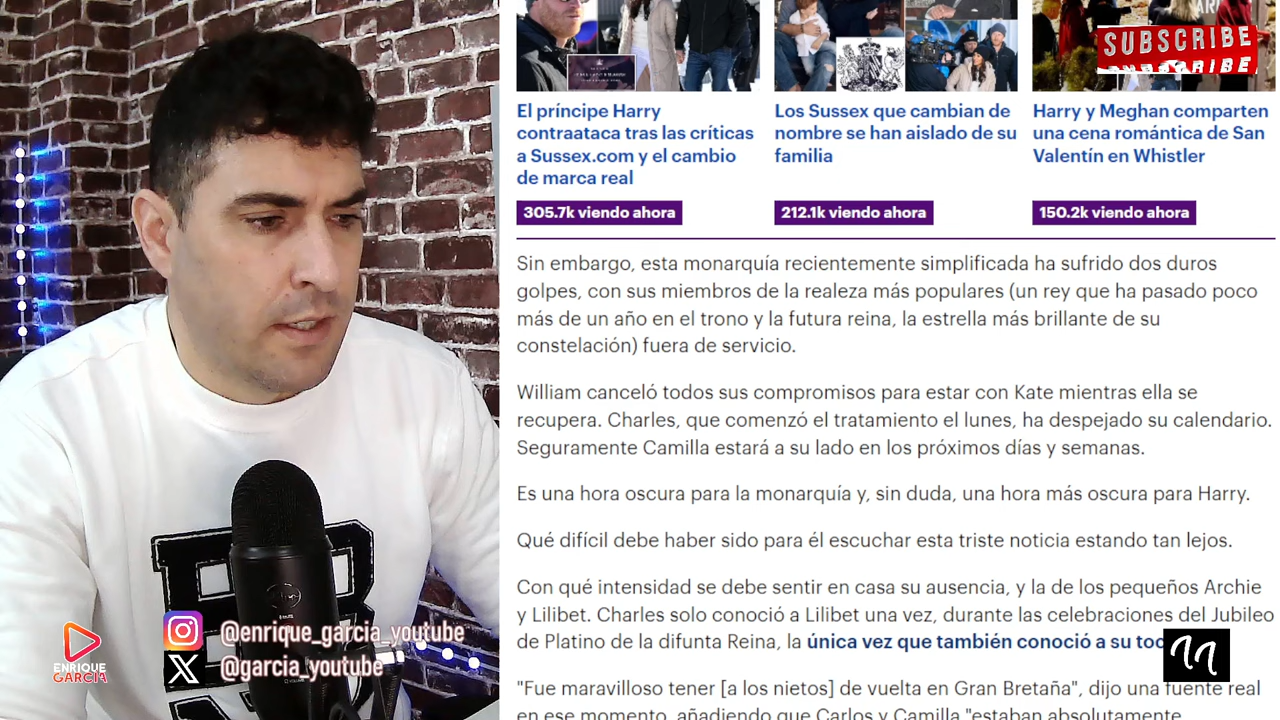 SUBSCRIBE
El príncipe Harry
contraataca tras las críticas
a Sussex.com y el cambio
de marca real
305.7k viendo ahora
Los Sussex que cambian de
nombre se han aislado de su
familia
212.1k viendo ahora
Harry y Meghan comparten
una cena romántica de San
Valentín en Whistler
150.2k viendo ahora
Sin embargo, esta monarquía recientemente simplificada ha sufrido dos duros
golpes, con sus miembros de la realeza más populares (un rey que ha pasado poco
más de un año en el trono y la futura reina, la estrella más brillante de su
constelación) fuera de servicio.
William canceló todos sus compromisos para estar con Kate mientras ella se
recupera. Charles, que comenzó el tratamiento el lunes, ha despejado su calendario.
Seguramente Camilla estará a su lado en los próximos días y semanas.
Es una hora oscura para la monarquía y, sin duda, una hora más oscura para Harry.
Qué difícil debe haber sido para él escuchar esta triste noticia estando tan lejos.
Con qué intensidad se debe sentir en casa su ausencia, y la de los pequeños Archie
y Lilibet. Charles solo conoció a Lilibet una vez, durante las celebraciones del Jubileo
de Platino de la difunta Reina, la única vez que también conoció a su
"Fue maravilloso tener [a los nietos] de vuelta en Gran Bretaña", dijo una fuente real
en ese momento, añadiendo que Carlos y Camilla "estaban absolutamente
@enrique_garcia_youtube
@garcia_youtube
ENRIQUE
GARCIA